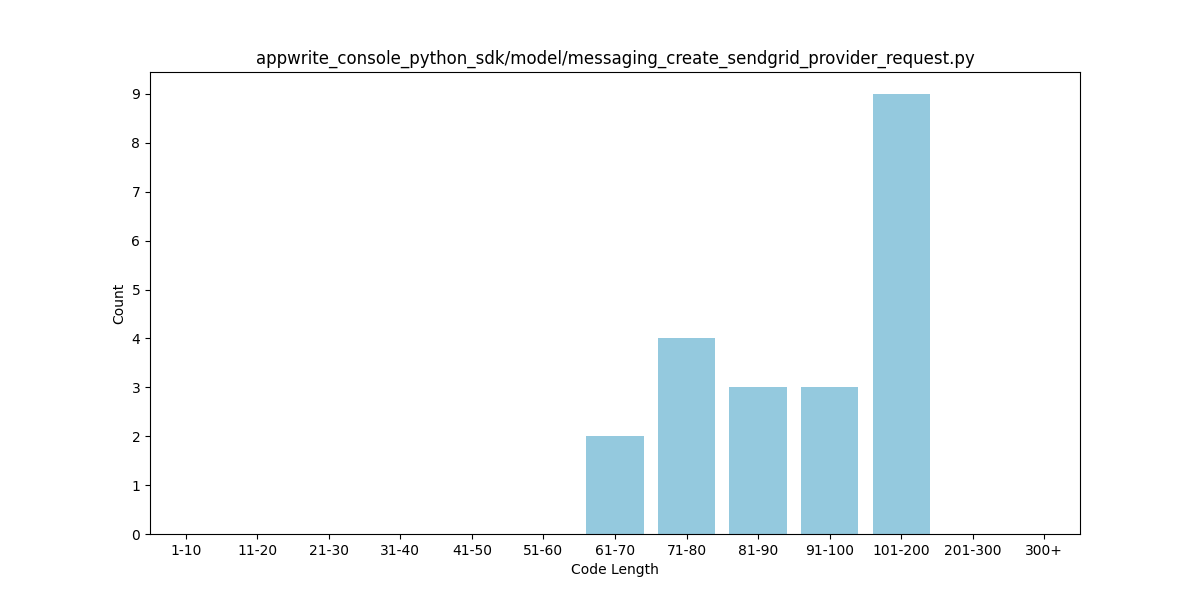 appwrite_console_python_sdk/model/messaging_create_sendgrid_provider_request.py
9
8
7
6
5
4
3
2
1
0
Count
1-10 11-20 21-30 31-40 41-50 51-60 61-70 71-80 81-90 91-100 101-200 201-300 300+
Code Length